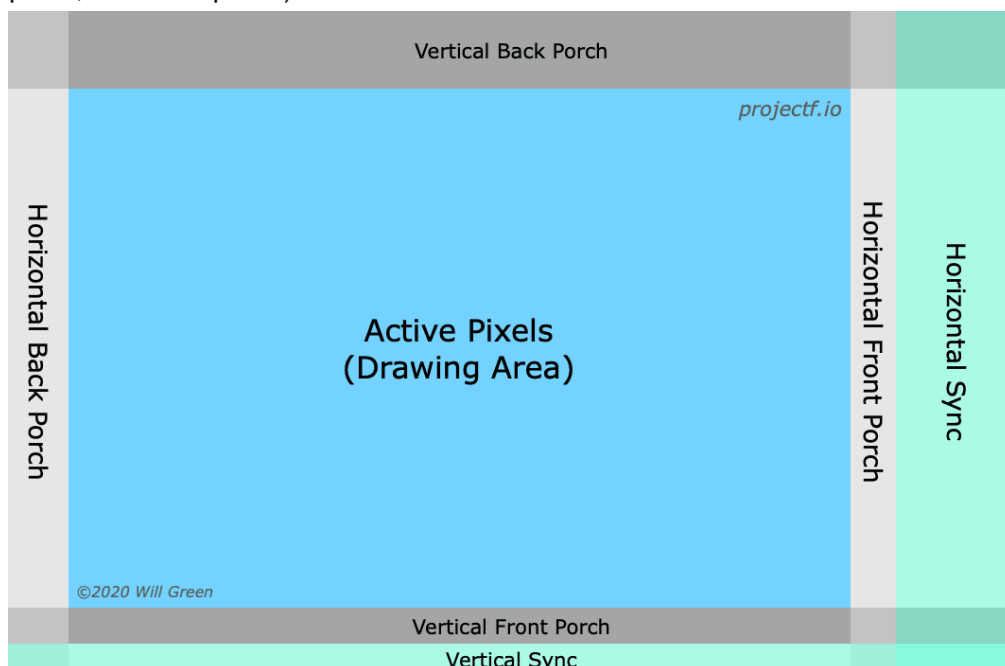 Vertical Back Porch
projectf.io
Horizontal Back Porch
Active Pixels
(Drawing Area)
Horizontal Front Porch
Horizontal Sync
©2020 Will Green
Vertical Front Porch
Vertical Sync